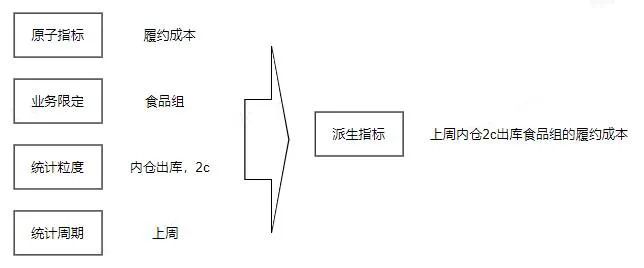 原子指标 履约成本
业务限定 食品组
统计粒度 内仓出库，2c
统计周期 上周
派生指标 上周内仓2c出库食品组的履约成本